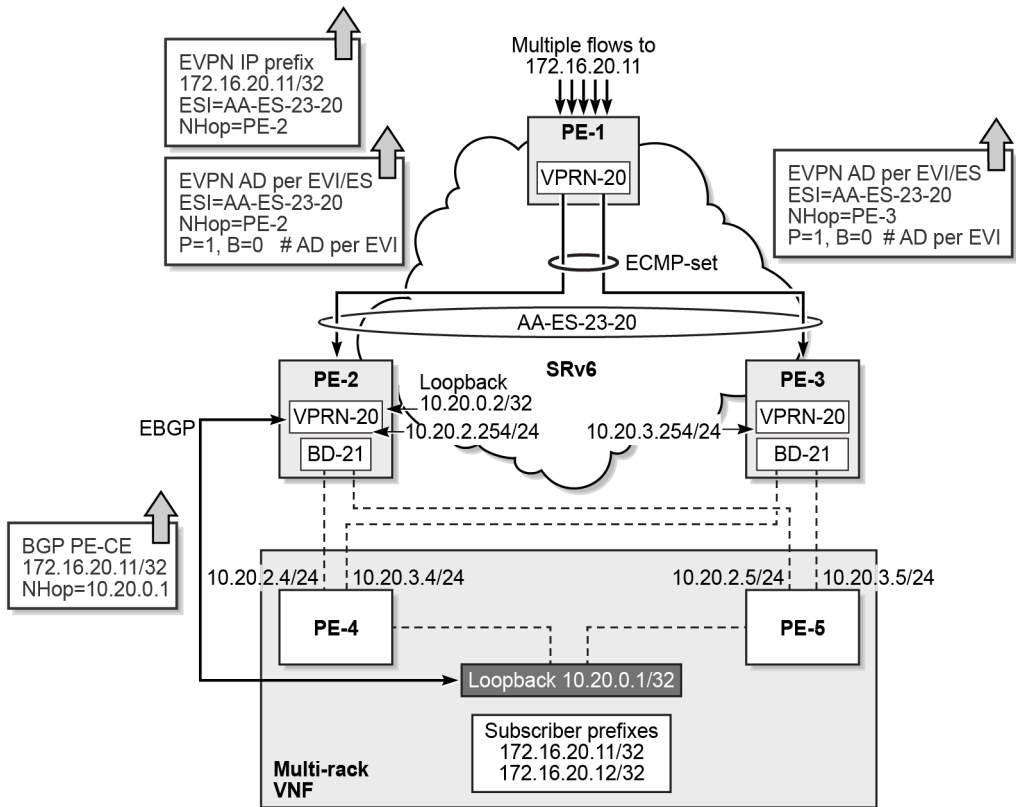 EVPN IP prefix
172.16.20.11/32
ESI=AA-ES-23-20
NHop=PE-2
Multiple flows to
172.16.20.11
PE-1
VPRN-20
EVPN AD per EVI/ES
ESI=AA-ES-23-20
NHop=PE-2
P=1, B=0 # AD per EVI
EVPN AD per EVI/ES
ESI=AA-ES-23-20
NHop=PE-3
P=1, B=0 # AD per EVI
ECMP-set
AA-ES-23-20
SRv6
PE-2
VPRN-20
BD-21
Loopback
10.20.0.2/32
10.20.2.254/24
10.20.3.254/24
PE-3
VPRN-20
BD-21
EBGP
BGP PE-CE
172.16.20.11/32
NHop=10.20.0.1
10.20.2.4/24
10.20.3.4/24
10.20.2.5/24
10.20.3.5/24
PE-4
PE-5
Loopback 10.20.0.1/32
Subscriber prefixes
172.16.20.11/32
172.16.20.12/32
Multi-rack
VNF